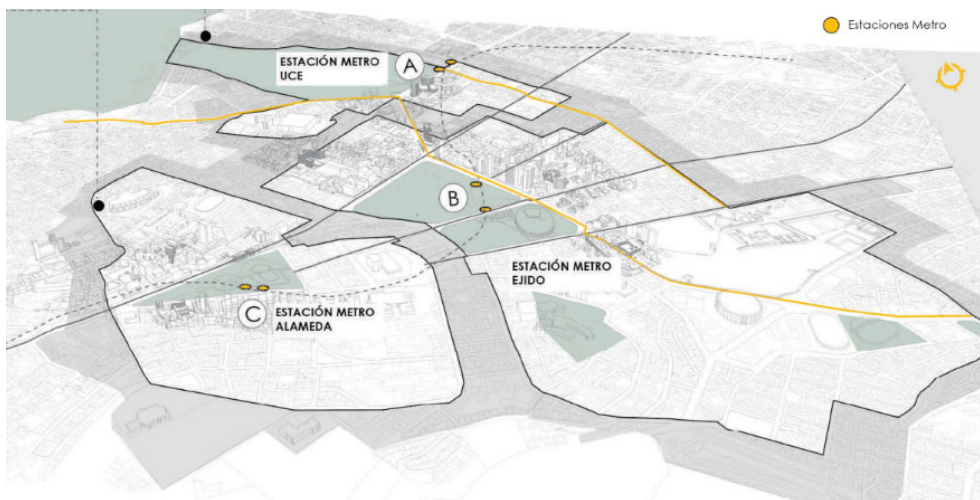 Estaciones Metro
ESTACIÓN METRO
UCE
A
B
ESTACIÓN METRO
EJIDO
C
ESTACIÓN METRO
ALAMEDA